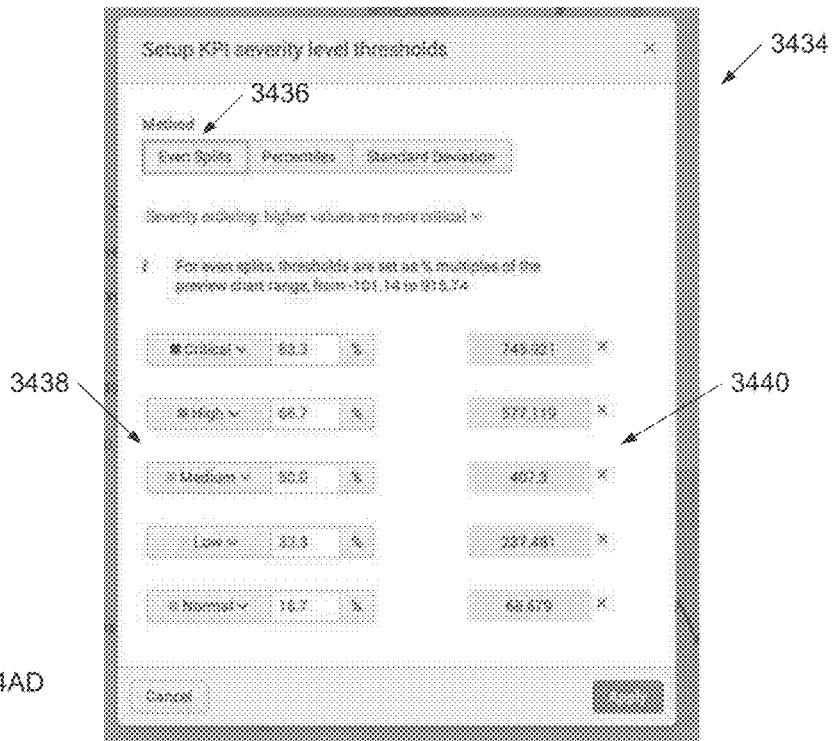 Setup KPI severity level thresholds
3434
3436
Method
Even Splits Percentiles Standard Deviation
Severity ordering: higher values are more critical
For even splits, thresholds are set as % multiples of the
preview chart range, from -101.14 to 915.74
Critical 83.3 % 745.921
3438
3440
High 66.7 % 577.119
Medium 50.0 % 407.3
Low 33.3 % 237.481
Normal 16.7 % 68.679
4AD
Cancel